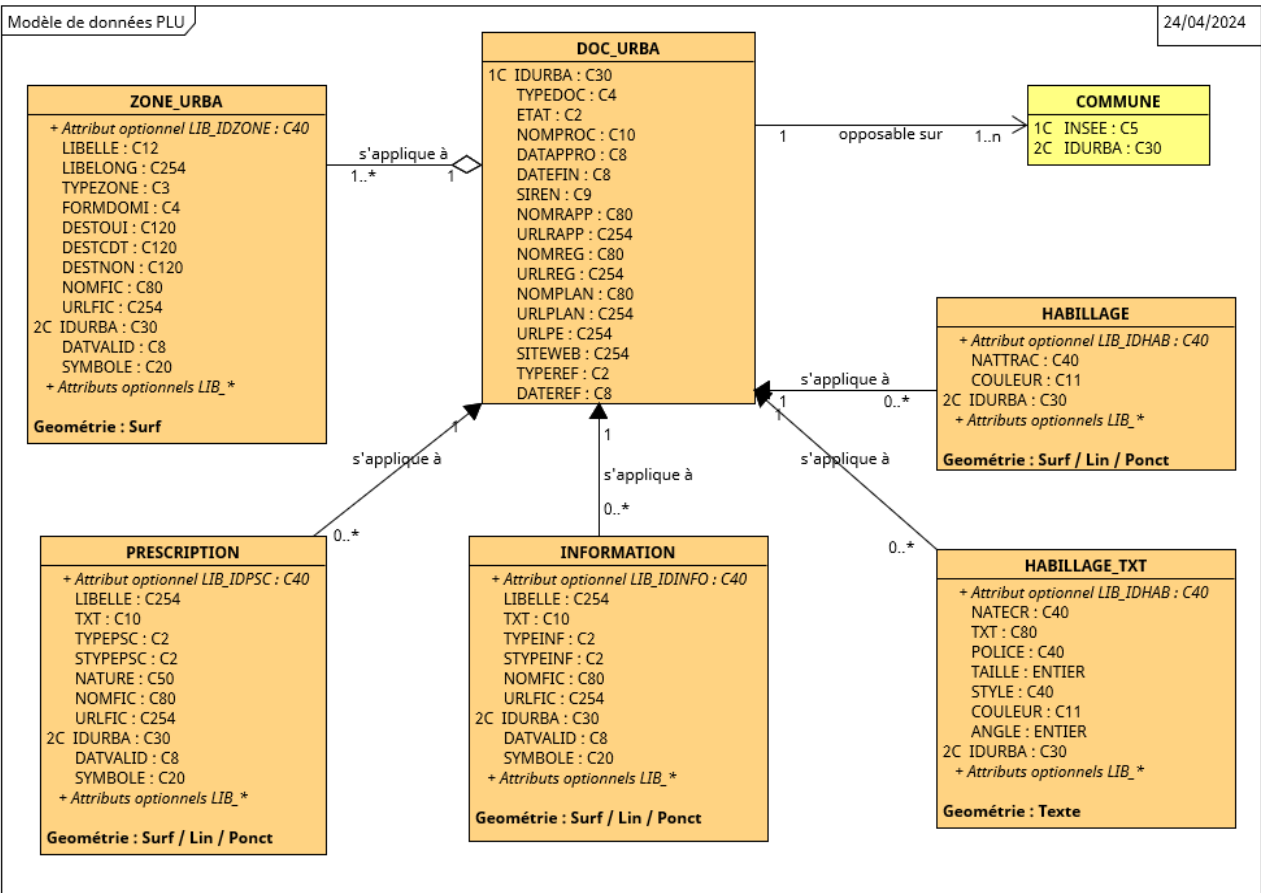 Modèle de données PLU
24/04/2024
DOC_URBA
1C IDURBA : C30
TYPEDOC : C4
ETAT : C2
NOMPROC : C10
DATAPPRO : C8
DATEFIN : C8
SIREN : C9
NOMRAPP : C80
URLRAPP : C254
NOMREG : C80
URLREG : C254
NOMPLAN : C80
URLPLAN : C254
URLPE : C254
SITEWEB : C254
TYPEREF : C2
DATEREF : C8
ZONE_URBA
+ Attribut optionnel LIB_IDZONE : C40
LIBELLE : C12
LIBELONG : C254
TYPEZONE : C3
FORMDOMI : C4
DESTOUI : C120
DESTCDT : C120
DESTNON : C120
NOMFIC : C80
URLFIC : C254
2C IDURBA : C30
DATVALID : C8
SYMBOLE : C20
+ Attributs optionnels LIB_*
Geométrie : Surf
s'applique à
1..*
1
COMMUNE
1C INSEE : C5
2C IDURBA : C30
1
opposable sur
1..n
HABILLAGE
+ Attribut optionnel LIB_IDHAB : C40
NATTRAC : C40
COULEUR : C11
2C IDURBA : C30
+ Attributs optionnels LIB_*
Geométrie : Surf / Lin / Ponct
s'applique à
1
0..*
1
s'applique à
0..*
1
s'applique à
0..*
1
s'applique à
0..*
PRESCRIPTION
+ Attribut optionnel LIB_IDPSC : C40
LIBELLE : C254
TXT : C10
TYPEPSC : C2
STYPEPSC : C2
NATURE : C50
NOMFIC : C80
URLFIC : C254
2C IDURBA : C30
DATVALID : C8
SYMBOLE : C20
+ Attributs optionnels LIB_*
Geométrie : Surf / Lin / Ponct
INFORMATION
+ Attribut optionnel LIB_IDINFO : C40
LIBELLE : C254
TXT : C10
TYPEINF : C2
STYPEINF : C2
NOMFIC : C80
URLFIC : C254
2C IDURBA : C30
DATVALID : C8
SYMBOLE : C20
+ Attributs optionnels LIB_*
Geométrie : Surf / Lin / Ponct
HABILLAGE_TXT
+ Attribut optionnel LIB_IDHAB : C40
NATECR : C40
TXT : C80
POLICE : C40
TAILLE : ENTIER
STYLE : C40
COULEUR : C11
ANGLE : ENTIER
2C IDURBA : C30
+ Attributs optionnels LIB_*
Geométrie : Texte